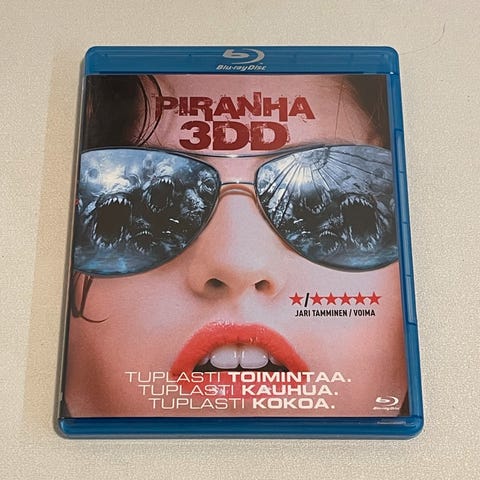 Blu-ray Disc
PIRANHA
3DD
★/★★★★★
JARI TAMMINEN / VOIMA
TUPLASTI TOIMINTAA.
TUPLASTI KAUHUA.
TUPLASTI KOKOA.
Blu-ray Disc